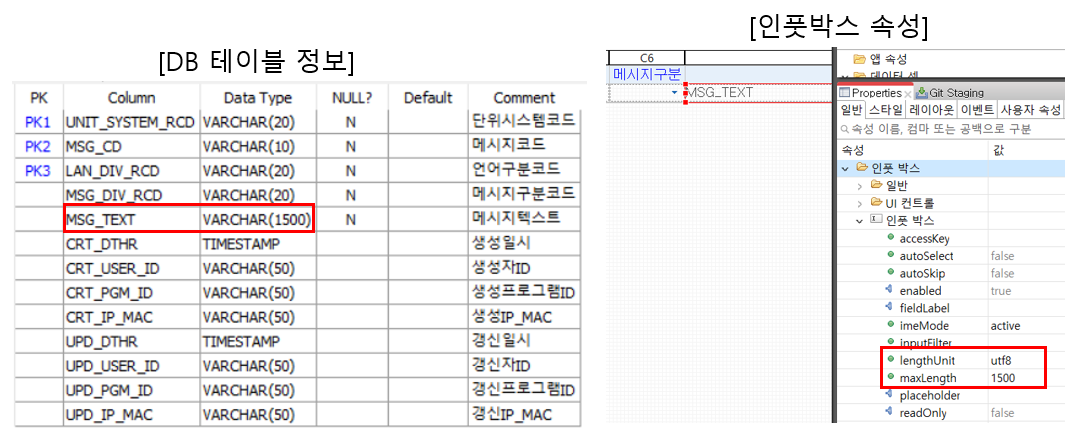 [DB 테이블 정보]
PK Column Data Type NULL? Default Comment
PK1 UNIT_SYSTEM_RCD VARCHAR(20) N 단위시스템코드
PK2 MSG_CD VARCHAR(10) N 메시지코드
PK3 LAN_DIV_RCD VARCHAR(20) N 언어구분코드
MSG_DIV_RCD VARCHAR(20) N 메시지구분코드
MSG_TEXT VARCHAR(1500) N 메시지텍스트
CRT_DTHR TIMESTAMP 생성일시
CRT_USER_ID VARCHAR(50) 생성자ID
CRT_PGM_ID VARCHAR(50) 생성프로그램ID
CRT_IP_MAC VARCHAR(50) 생성IP_MAC
UPD_DTHR TIMESTAMP 갱신일시
UPD_USER_ID VARCHAR(50) 갱신자ID
UPD_PGM_ID VARCHAR(50) 갱신프로그램ID
UPD_IP_MAC VARCHAR(50) 갱신IP_MAC
[인풋박스 속성]
C6
메시지구분
MSG_TEXT
앱 속성
데이터 셋
Properties Git Staging
일반 스타일 레이아웃 이벤트 사용자 속성
속성 이름, 컴마 또는 공백으로 구분
속성 값
인풋 박스
일반
UI 컨트롤
인풋 박스
accessKey
autoSelect false
autoSkip false
enabled true
fieldLabel
imeMode active
inputFilter
lengthUnit utf8
maxLength 1500
placeholder
readOnly false